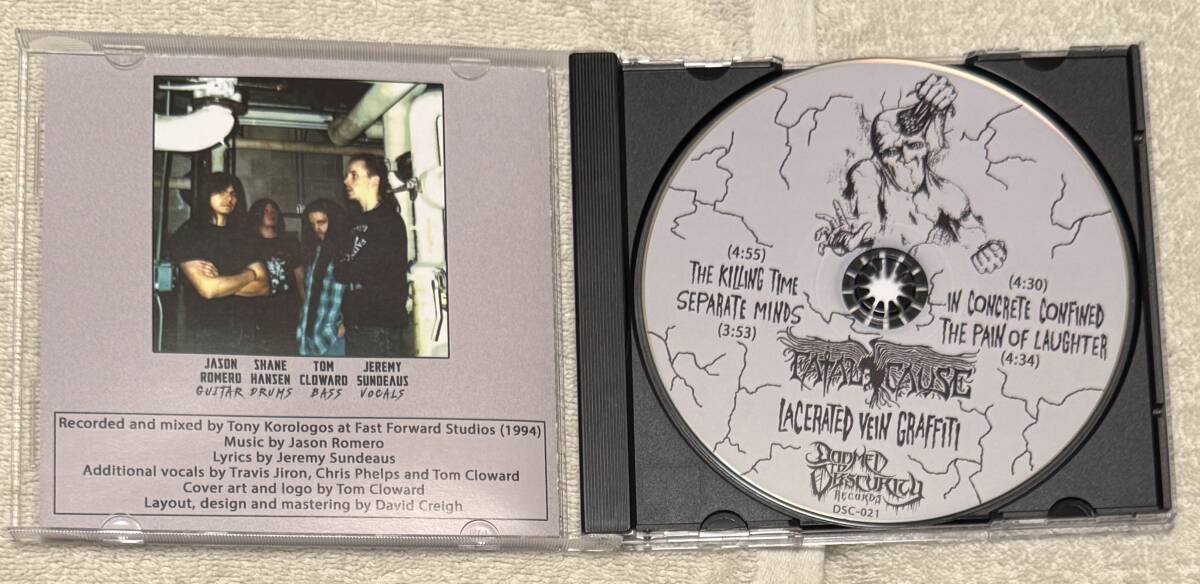 JASON SHANE TOM JEREMY
ROMERO HANSEN CLOWARD SUNDEAUS
GUITAR DRUMS BASS VOCALS
Recorded and mixed by Tony Korologos at Fast Forward Studios (1994)
Music by Jason Romero
Lyrics by Jeremy Sundeaus
Additional vocals by Travis Jiron, Chris Phelps and Tom Cloward
Cover art and logo by Tom Cloward
Layout, design and mastering by David Creigh
(4:55)
THE KILLING TIME
SEPARATE MINDS
(3:53)
(4:30)
IN CONCRETE CONFINED
THE PAIN OF LAUGHTER
(4:34)
FATAL CAUSE
LACERATED VEIN GRAFFITI
DOOMED
TO
OBSCURITY
RECORDS
DSC-021